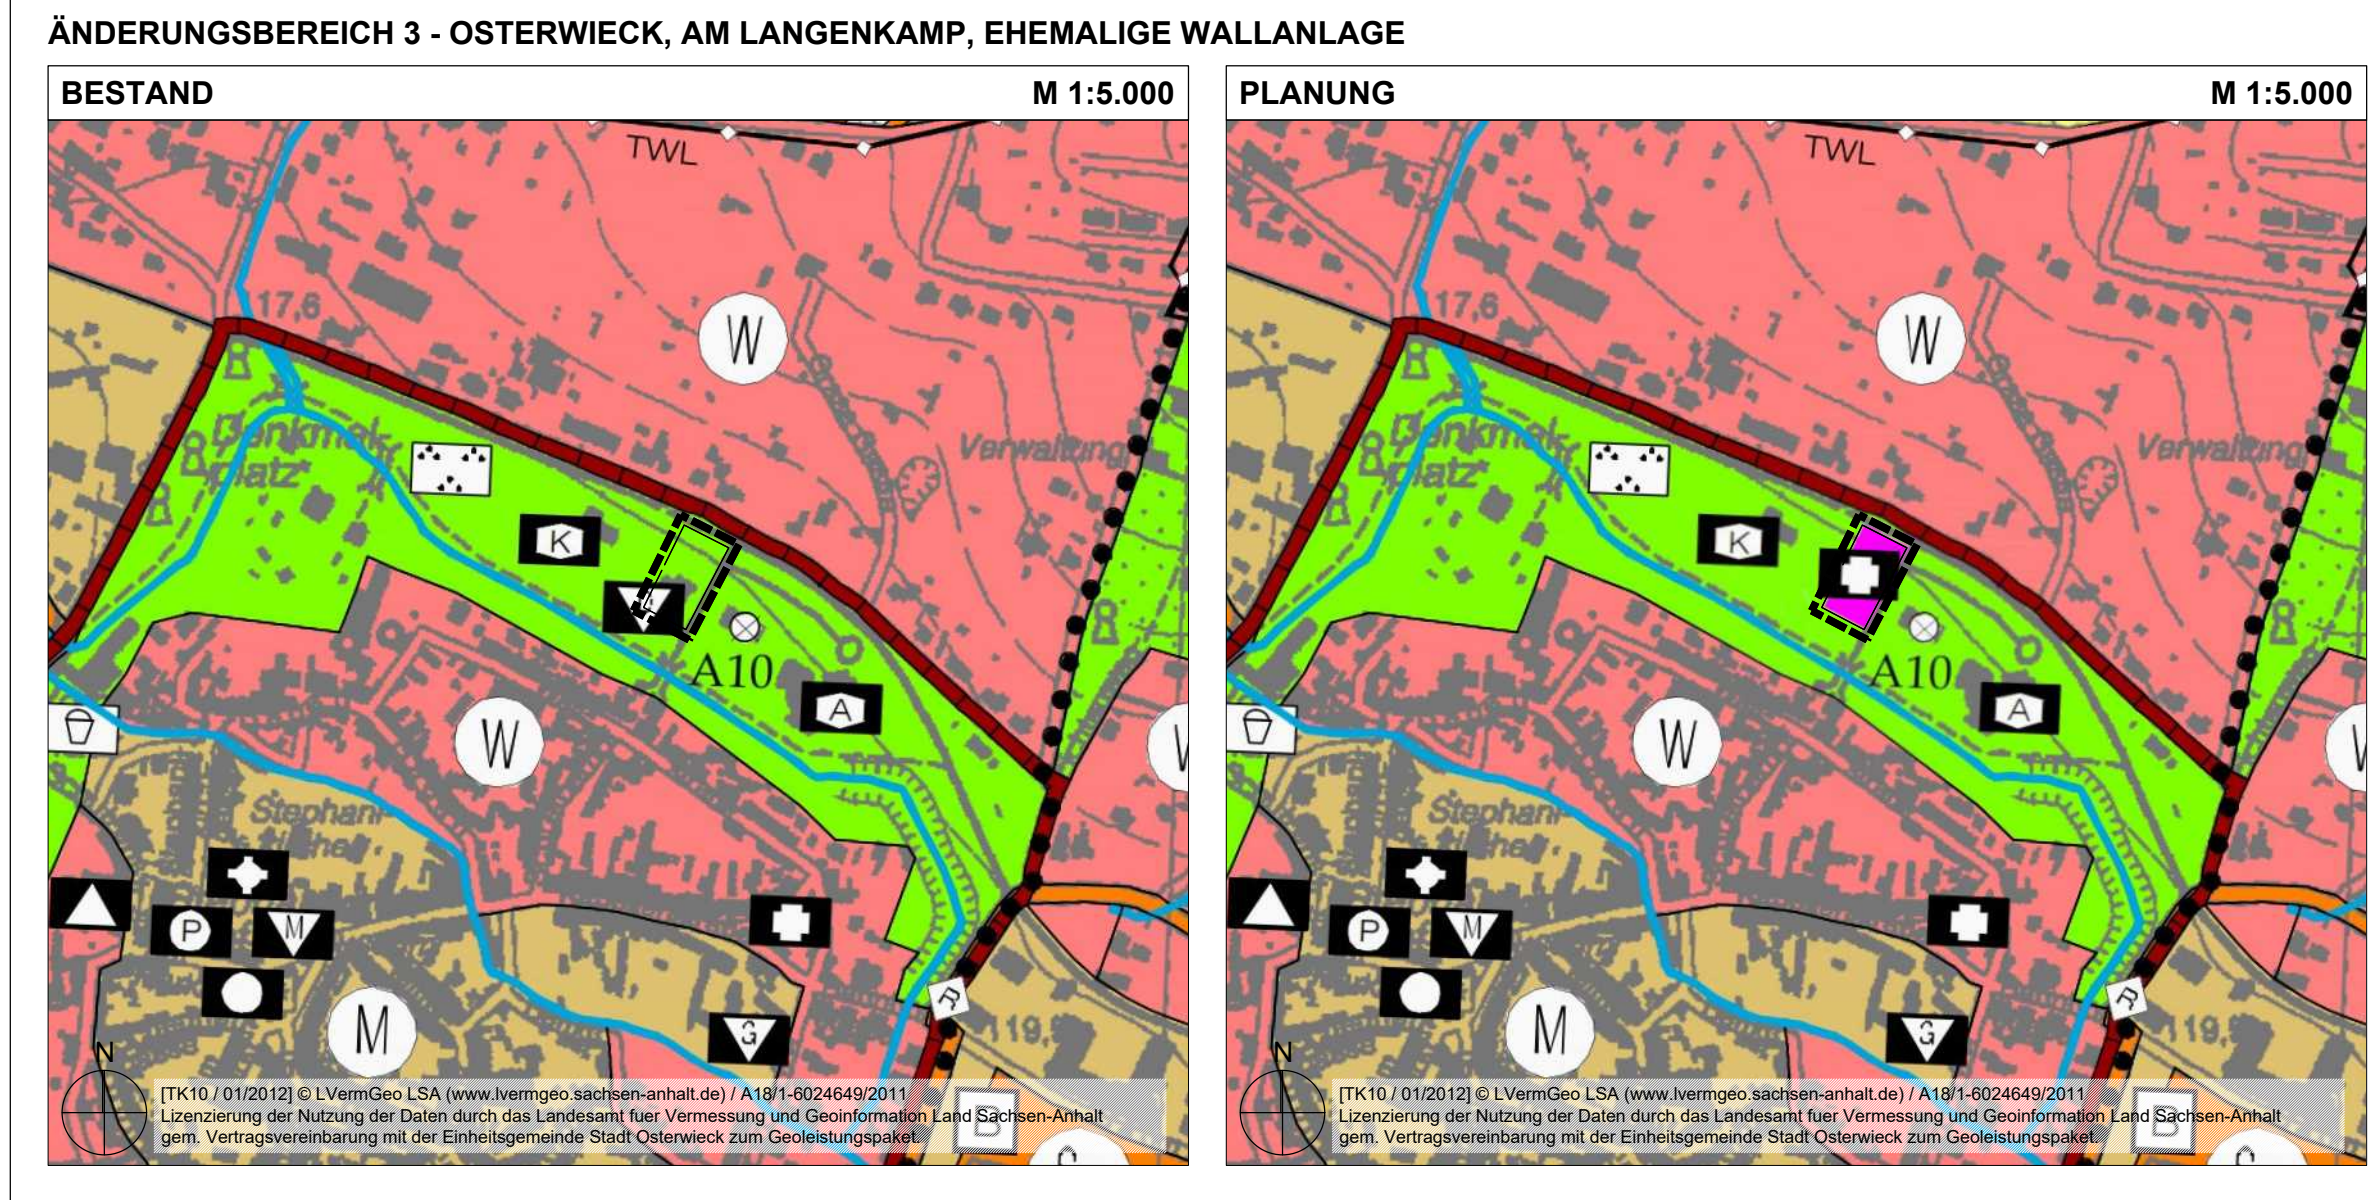 ÄNDERUNGSBEREICH 3 - OSTERWIECK, AM LANGENKAMP, EHEMALIGE WALLANLAGE
BESTAND M 1:5.000
TWL
17,6
W
Verwaltung
Denkmal-
platz
K
A10
A
W
Stephani
P
M
M
G
R
119,
N
B
[TK10 / 01/2012] © LVermGeo LSA (www.lvermgeo.sachsen-anhalt.de) / A18/1-6024649/2011
Lizenzierung der Nutzung der Daten durch das Landesamt fuer Vermessung und Geoinformation Land Sachsen-Anhalt
gem. Vertragsvereinbarung mit der Einheitsgemeinde Stadt Osterwieck zum Geoleistungspaket.
PLANUNG M 1:5.000
TWL
17,6
W
Verwaltung
Denkmal-
platz
K
A10
A
W
Stephani
P
M
M
G
R
119,
N
[TK10 / 01/2012] © LVermGeo LSA (www.lvermgeo.sachsen-anhalt.de) / A18/1-6024649/2011
Lizenzierung der Nutzung der Daten durch das Landesamt fuer Vermessung und Geoinformation Land Sachsen-Anhalt
gem. Vertragsvereinbarung mit der Einheitsgemeinde Stadt Osterwieck zum Geoleistungspaket.